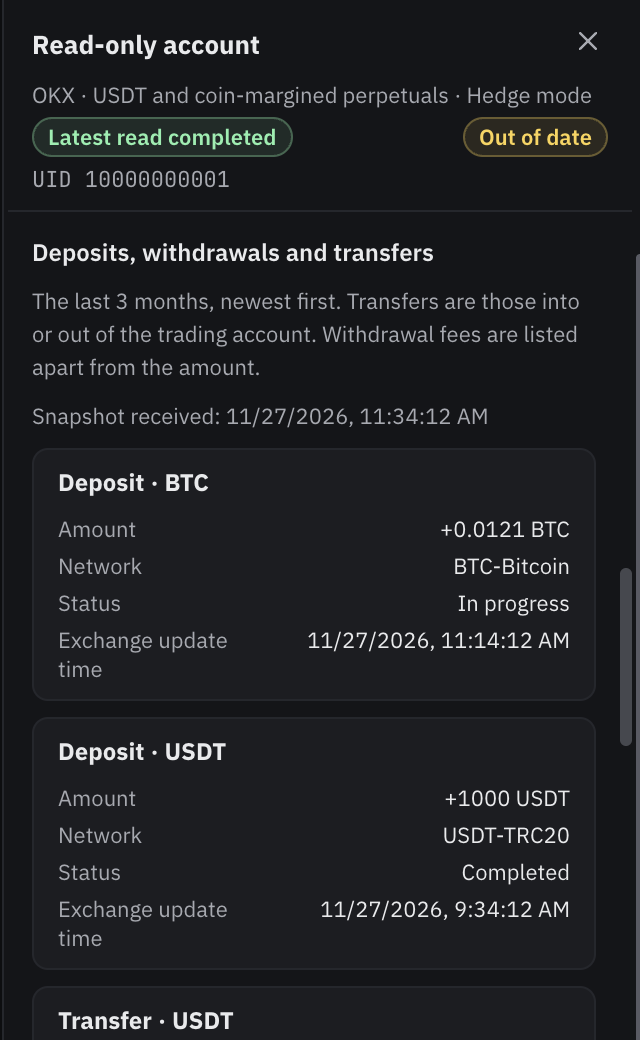 Read-only account
OKX · USDT and coin-margined perpetuals · Hedge mode
Latest read completed
Out of date
UID 10000000001
Deposits, withdrawals and transfers
The last 3 months, newest first. Transfers are those into
or out of the trading account. Withdrawal fees are listed
apart from the amount.
Snapshot received: 11/27/2026, 11:34:12 AM
Deposit · BTC
Amount +0.0121 BTC
Network BTC-Bitcoin
Status In progress
Exchange update 11/27/2026, 11:14:12 AM
time
Deposit · USDT
Amount +1000 USDT
Network USDT-TRC20
Status Completed
Exchange update 11/27/2026, 9:34:12 AM
time
Transfer · USDT